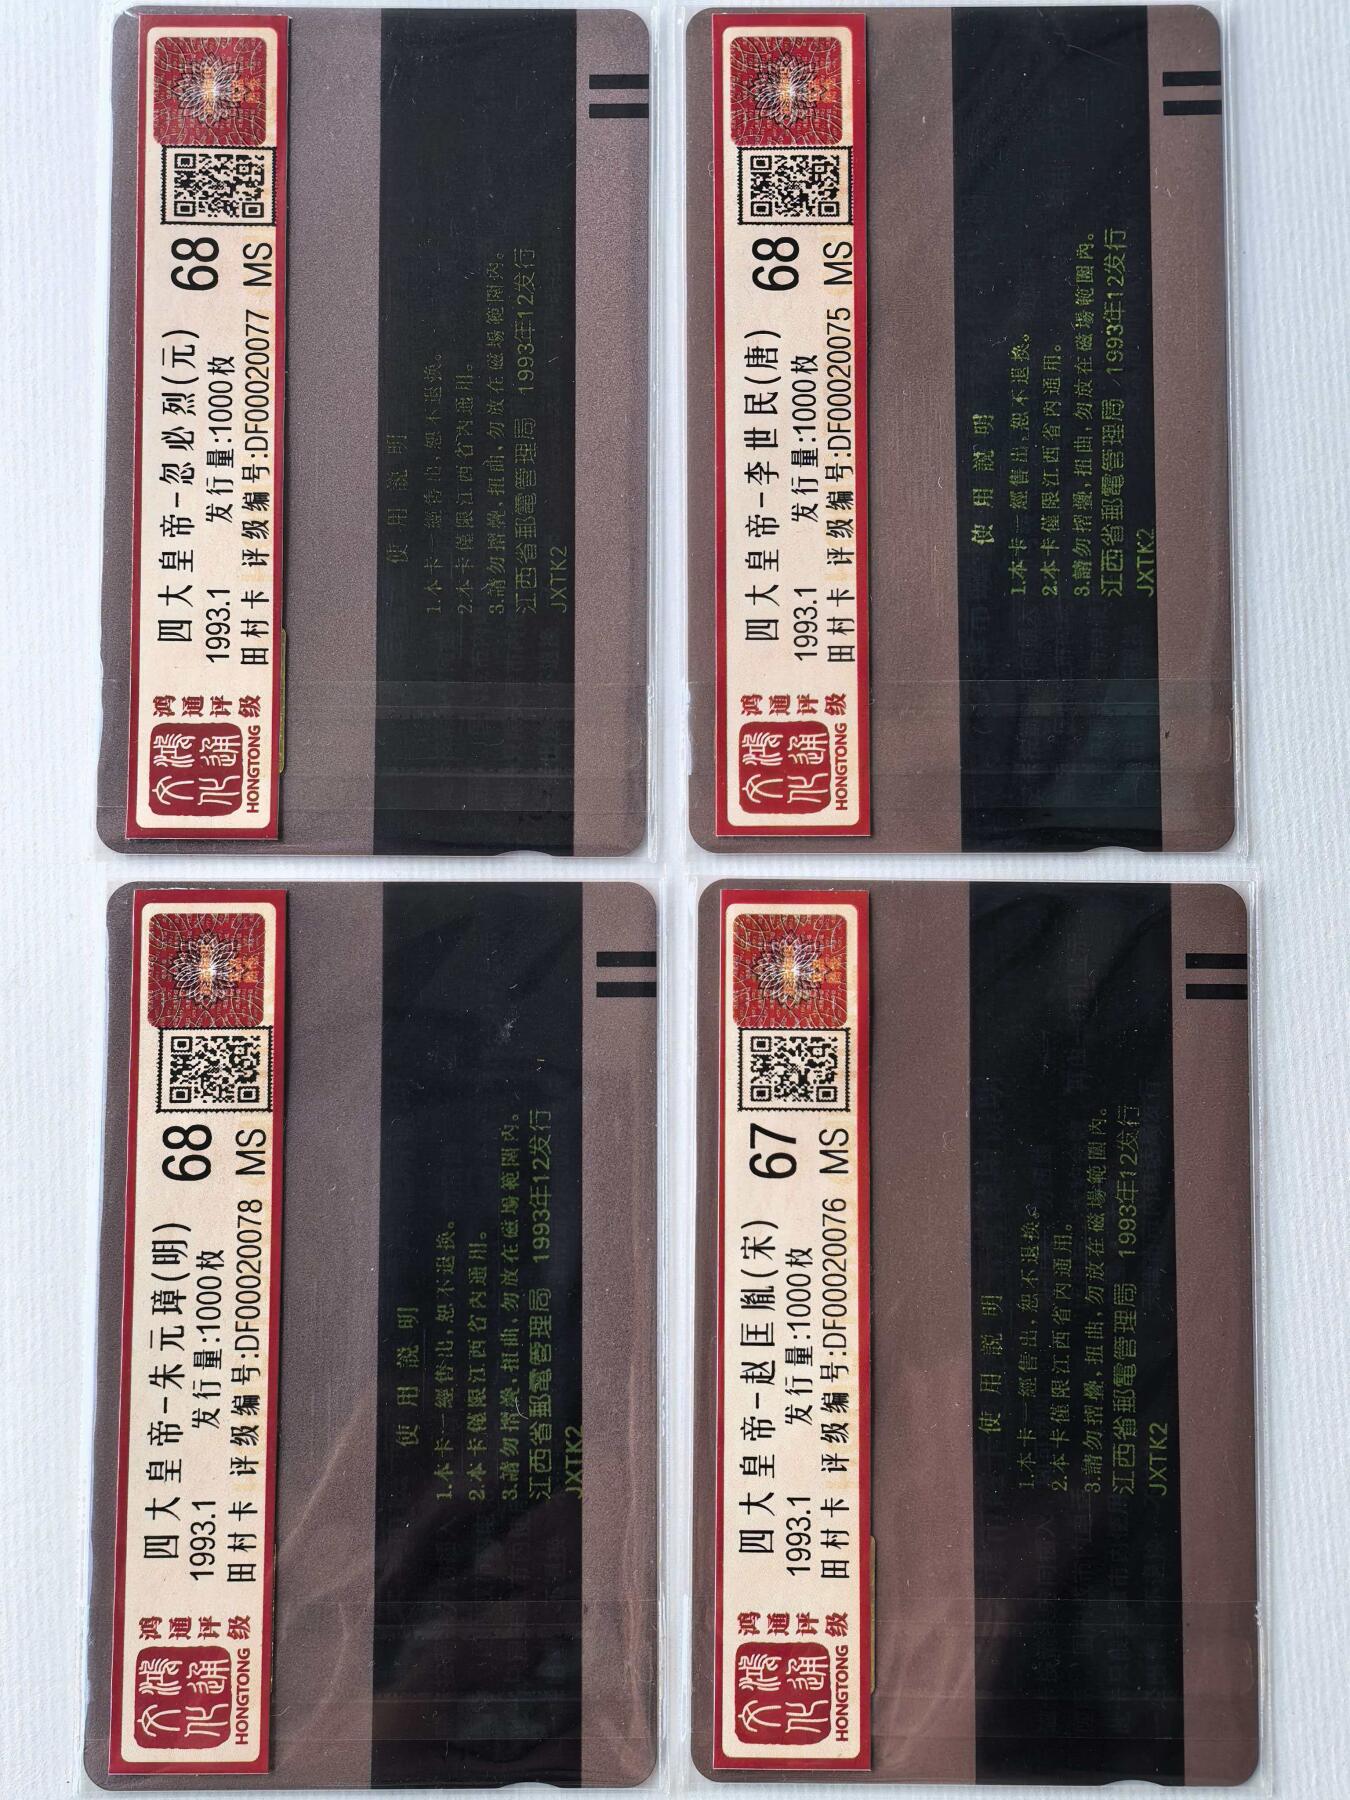 鸿通评级
HONGTONG
四大皇帝-忽必烈(元) 68
1993.1 发行量:1000枚
田村卡 评级编号:DF00020077 MS
使用説明
1.本卡一經售出,恕不退换。
2.本卡僅限江西省內通用。
3.請勿摺疊,扭曲,勿放在磁場範圍內。
江西省郵電管理局 1993年12发行
JXTK2
鸿通评级
HONGTONG
四大皇帝-李世民(唐) 68
1993.1 发行量:1000枚
田村卡 评级编号:DF00020075 MS
使用説明
1.本卡一經售出,恕不退换。
2.本卡僅限江西省內通用。
3.請勿摺疊,扭曲,勿放在磁場範圍內。
江西省郵電管理局 1993年12发行
JXTK2
鸿通评级
HONGTONG
四大皇帝-朱元璋(明) 68
1993.1 发行量:1000枚
田村卡 评级编号:DF00020078 MS
使用説明
1.本卡一經售出,恕不退换。
2.本卡僅限江西省內通用。
3.請勿摺疊,扭曲,勿放在磁場範圍內。
江西省郵電管理局 1993年12发行
JXTK2
鸿通评级
HONGTONG
四大皇帝-赵匡胤(宋) 67
1993.1 发行量:1000枚
田村卡 评级编号:DF00020076 MS
使用説明
1.本卡一經售出,恕不退换。
2.本卡僅限江西省內通用。
3.請勿摺疊,扭曲,勿放在磁場範圍內。
江西省郵電管理局 1993年12发行
JXTK2